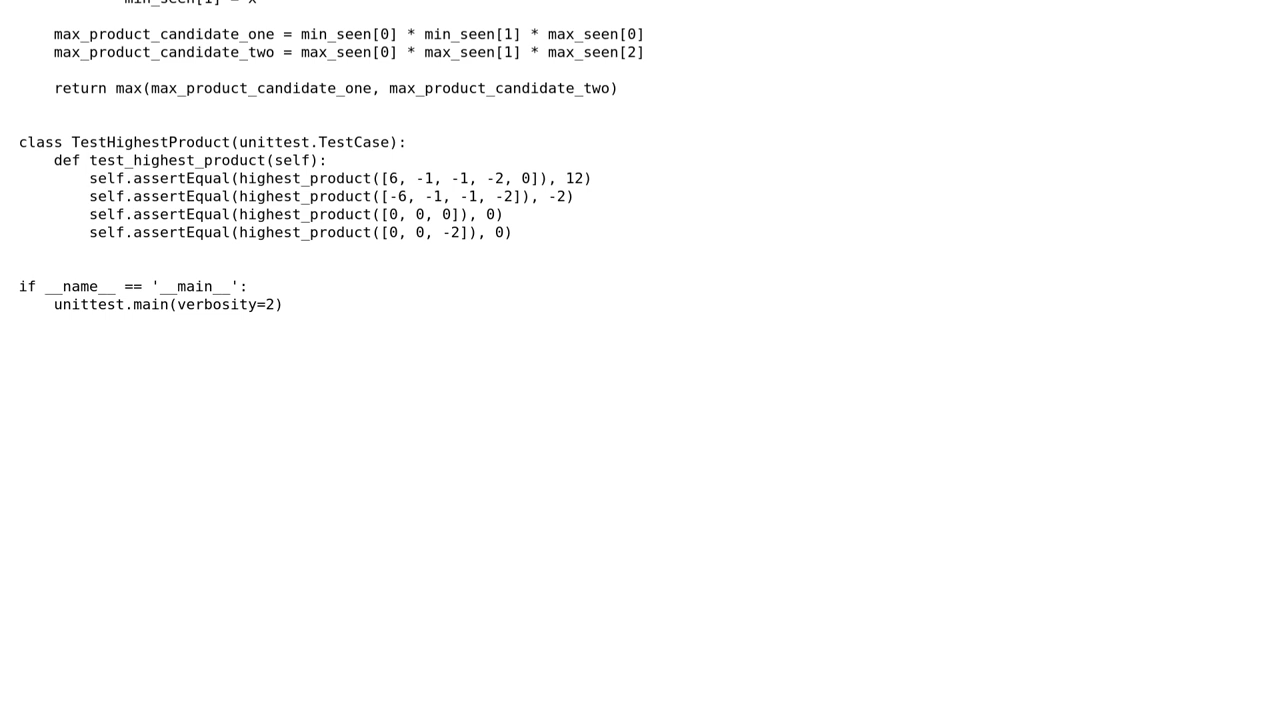 min_seen[1] = x
    max_product_candidate_one = min_seen[0] * min_seen[1] * max_seen[0]
    max_product_candidate_two = max_seen[0] * max_seen[1] * max_seen[2]
    return max(max_product_candidate_one, max_product_candidate_two)
class TestHighestProduct(unittest.TestCase):
    def test_highest_product(self):
        self.assertEqual(highest_product([6, -1, -1, -2, 0]), 12)
        self.assertEqual(highest_product([-6, -1, -1, -2]), -2)
        self.assertEqual(highest_product([0, 0, 0]), 0)
        self.assertEqual(highest_product([0, 0, -2]), 0)
if __name__ == '__main__':
    unittest.main(verbosity=2)